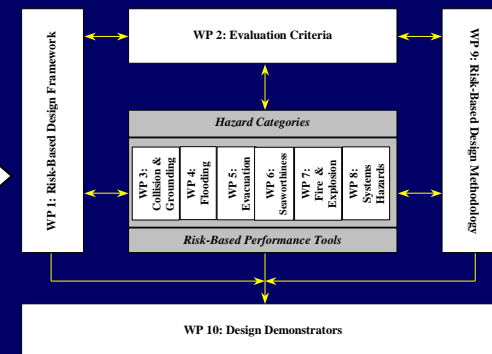 WP 1: Risk-Based Design Framework
WP 2: Evaluation Criteria
Hazard Categories
WP 3:
Collision &
Grounding
WP 4:
Flooding
WP 5:
Evacuation
WP 6:
Seaworthiness
WP 7:
Fire &
Explosion
WP 8:
Systems
Hazards
Risk-Based Performance Tools
WP 9: Risk-Based Design Methodology
WP 10: Design Demonstrators